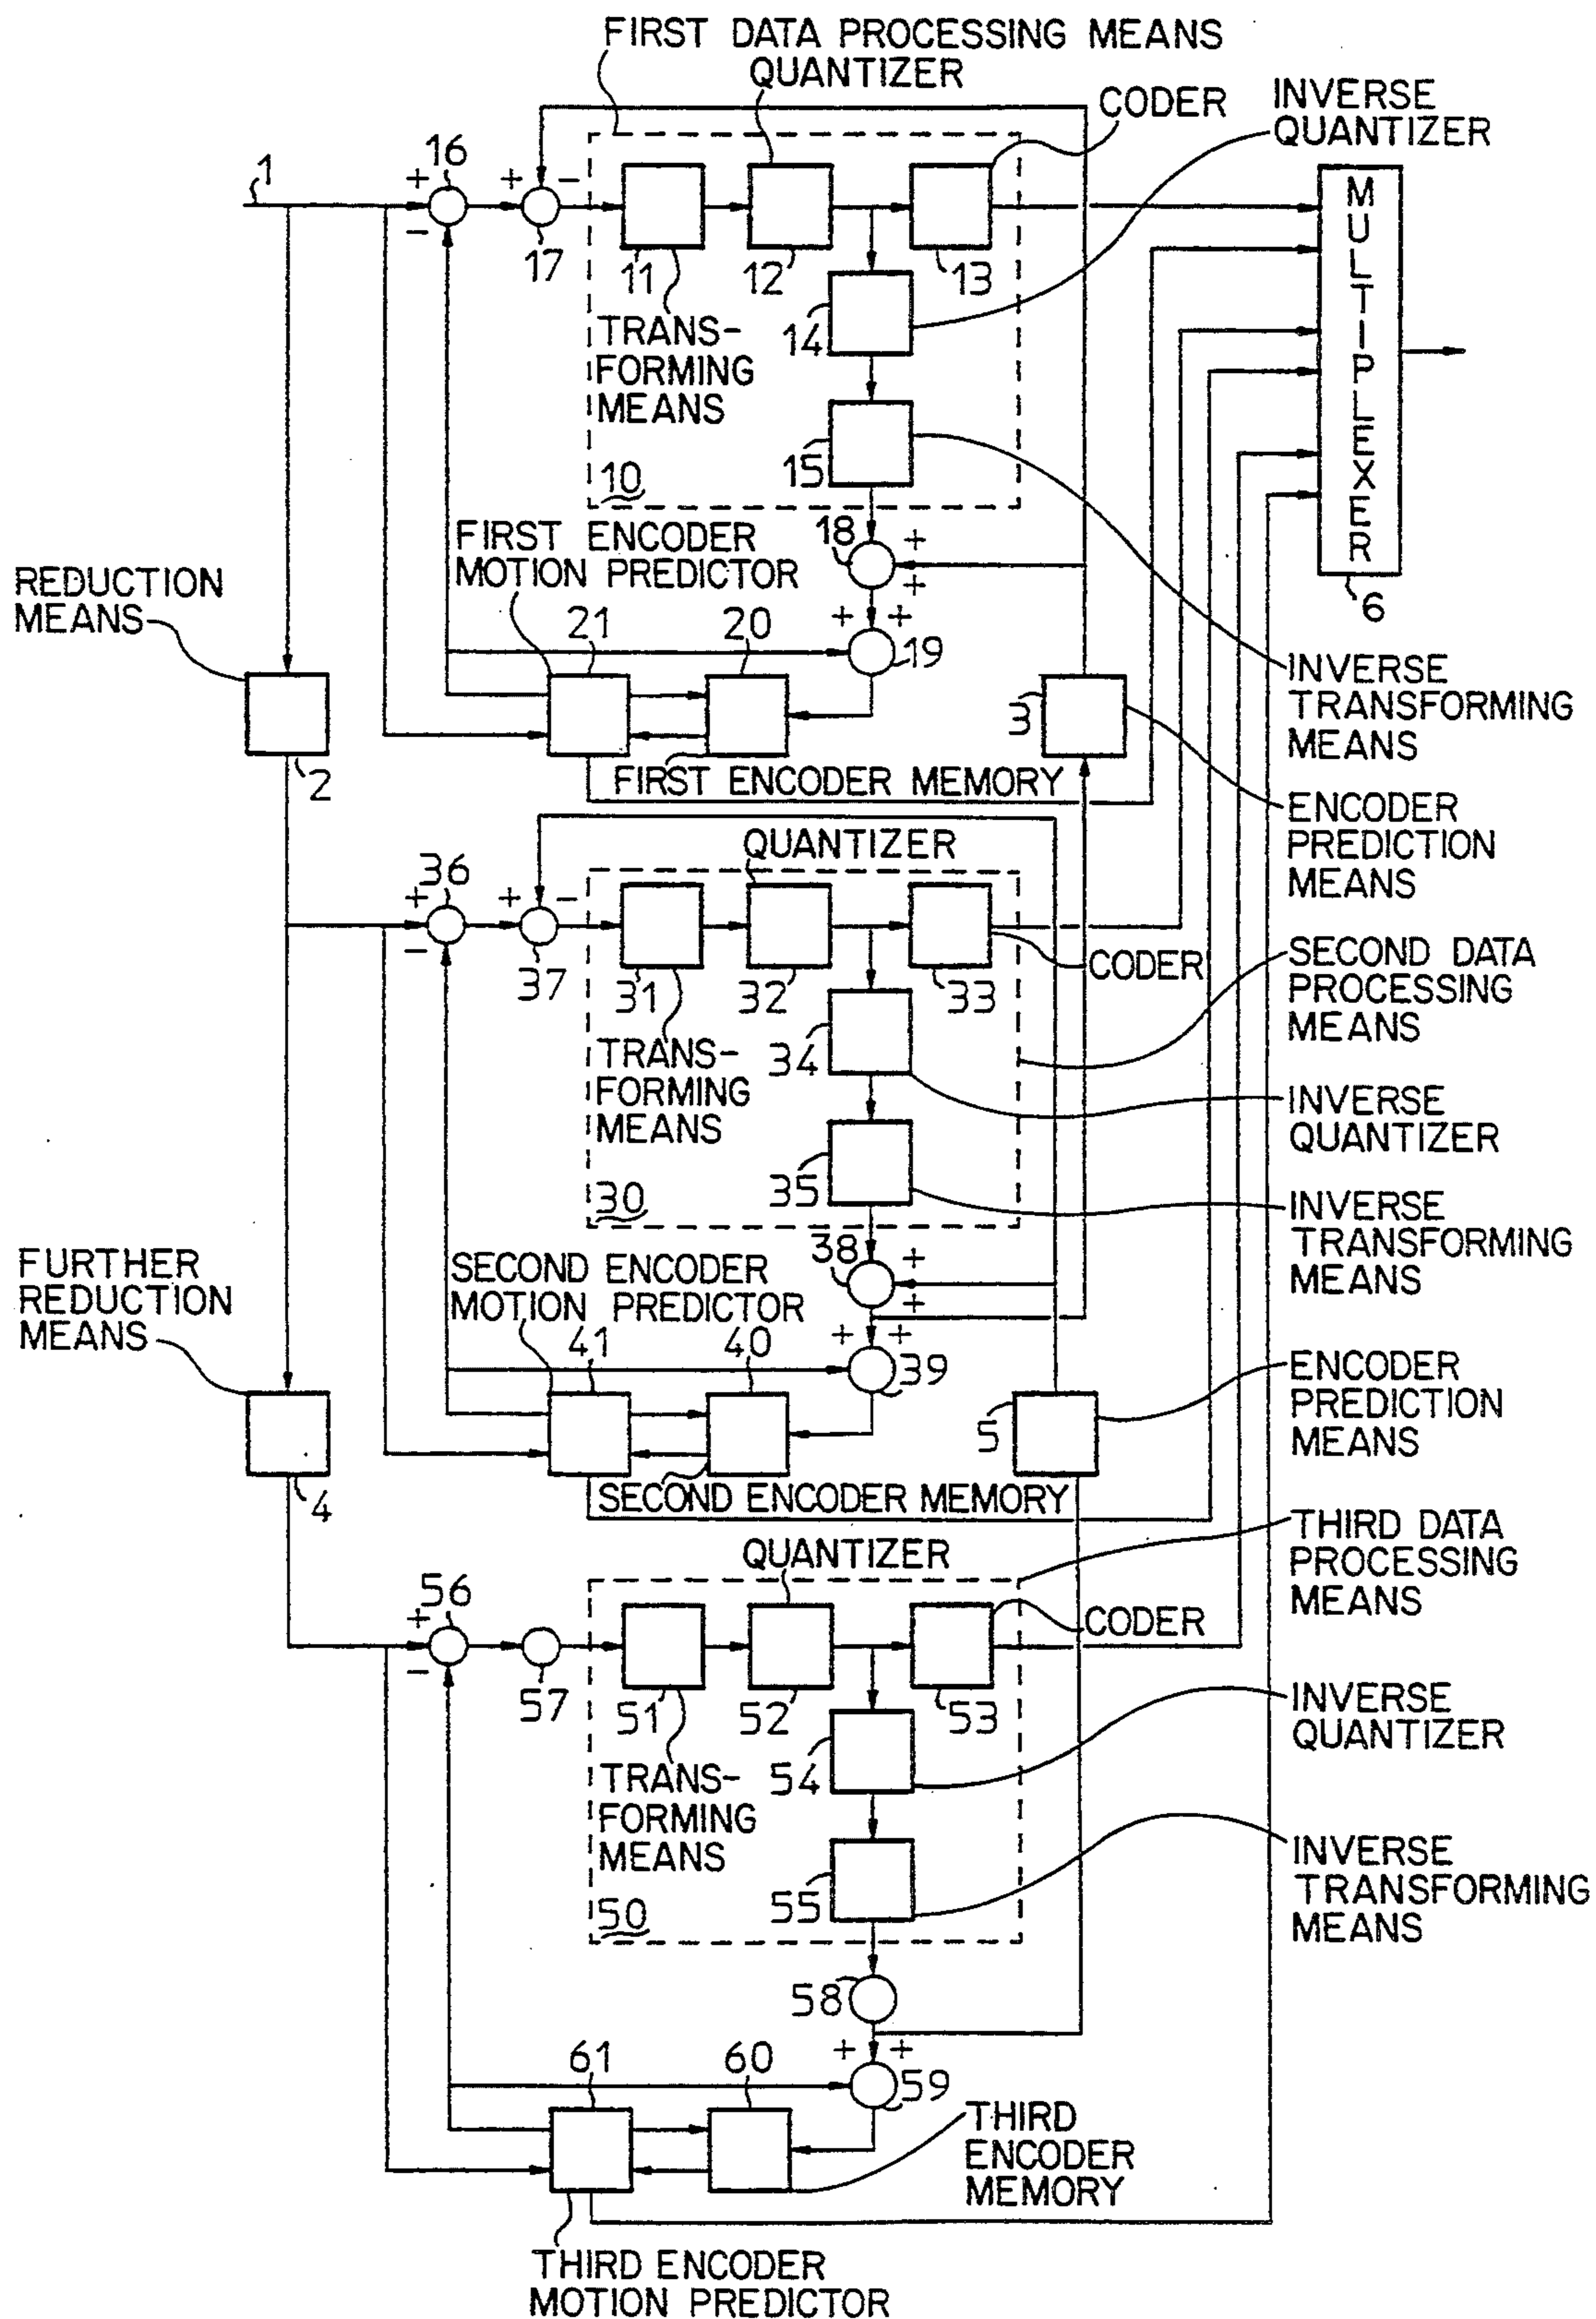 FIRST DATA PROCESSING MEANS
QUANTIZER
CODER
INVERSE
QUANTIZER
1
+
16
+
-
-
17
11
12
13
14
TRANS-
FORMING
MEANS
15
10
MULTIPLEXER
6
FIRST ENCODER
MOTION PREDICTOR
18
+
+
REDUCTION
MEANS
21
20
+
+
19
2
3
INVERSE
TRANSFORMING
MEANS
FIRST ENCODER MEMORY
ENCODER
PREDICTION
MEANS
QUANTIZER
36
+
+
-
-
37
31
32
33
CODER
SECOND DATA
PROCESSING
MEANS
TRANS-
FORMING
MEANS
34
INVERSE
QUANTIZER
35
30
INVERSE
TRANSFORMING
MEANS
FURTHER
REDUCTION
MEANS
SECOND ENCODER
MOTION PREDICTOR
38
+
+
41
40
+
+
39
4
5
ENCODER
PREDICTION
MEANS
SECOND ENCODER MEMORY
THIRD DATA
PROCESSING
MEANS
QUANTIZER
56
+
-
57
51
52
53
CODER
INVERSE
QUANTIZER
TRANS-
FORMING
MEANS
54
55
50
INVERSE
TRANSFORMING
MEANS
58
61
60
+
+
59
THIRD
ENCODER
MEMORY
THIRD ENCODER
MOTION PREDICTOR